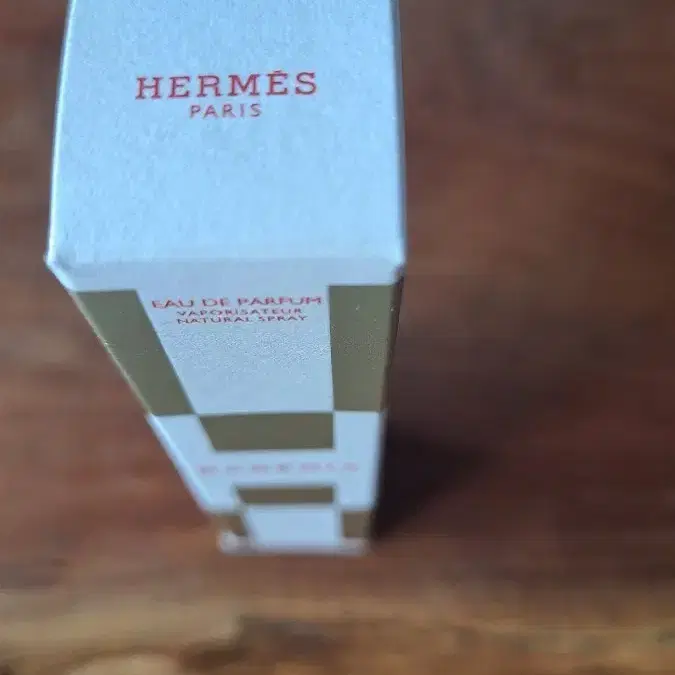 HERMÈS
PARIS
EAU DE PARFUM
VAPORISATEUR
NATURAL SPRAY